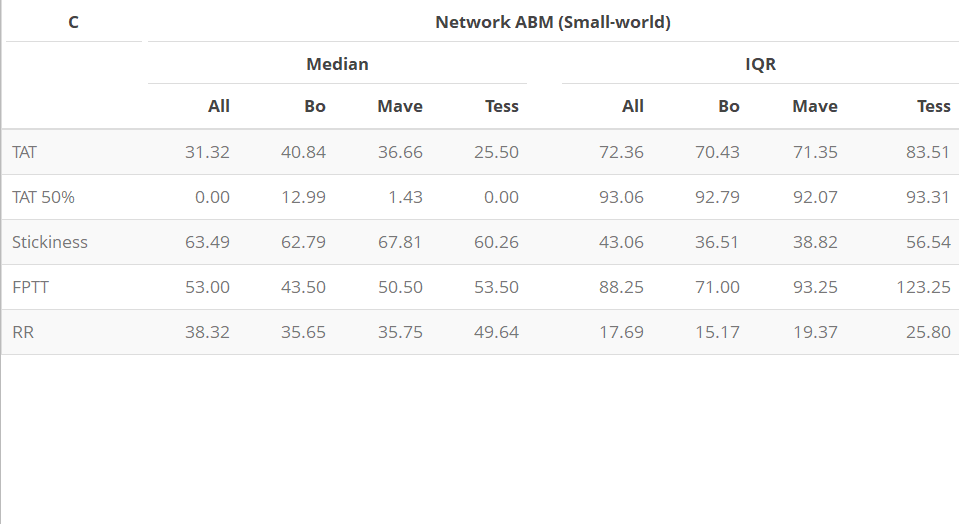 C Network ABM (Small-world)
Median IQR
All Bo Mave Tess All Bo Mave Tess
TAT 31.32 40.84 36.66 25.50 72.36 70.43 71.35 83.51
TAT 50% 0.00 12.99 1.43 0.00 93.06 92.79 92.07 93.31
Stickiness 63.49 62.79 67.81 60.26 43.06 36.51 38.82 56.54
FPTT 53.00 43.50 50.50 53.50 88.25 71.00 93.25 123.25
RR 38.32 35.65 35.75 49.64 17.69 15.17 19.37 25.80